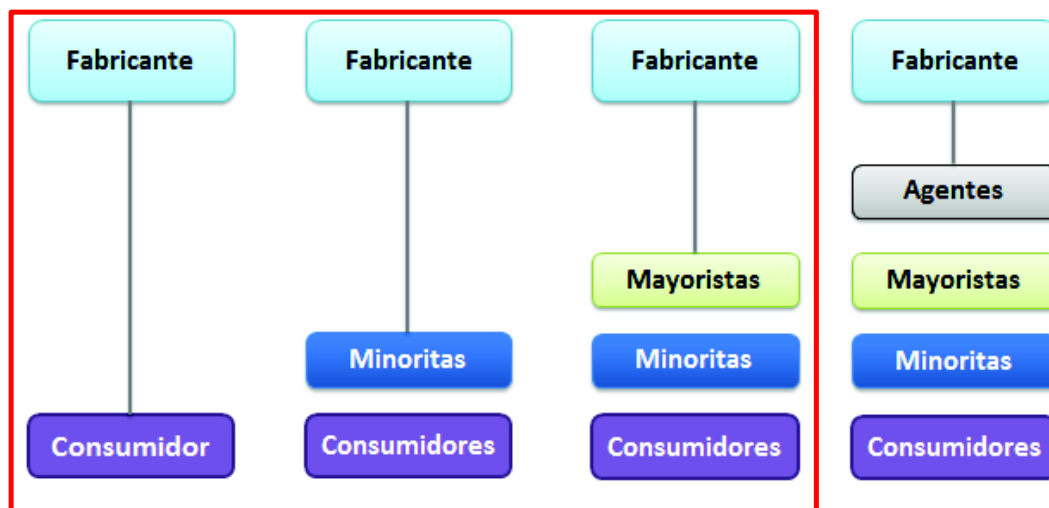 Fabricante
Fabricante
Fabricante
Fabricante
Agentes
Mayoristas
Mayoristas
Minoritas
Minoritas
Minoritas
Consumidor
Consumidores
Consumidores
Consumidores